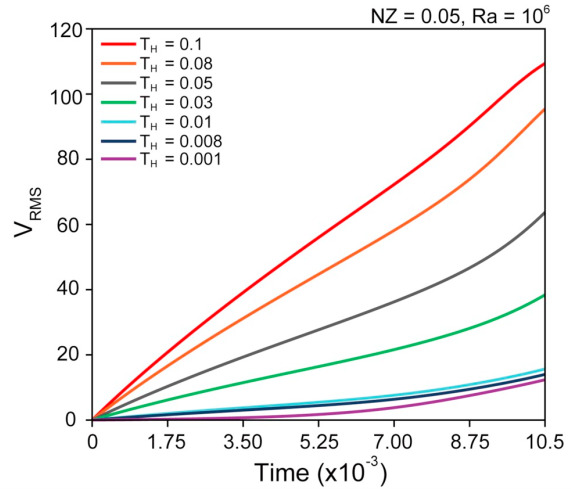 NZ = 0.05, Ra = 10⁶
120
100
80
60
40
20
0
V_RMS
T_H = 0.1
T_H = 0.08
T_H = 0.05
T_H = 0.03
T_H = 0.01
T_H = 0.008
T_H = 0.001
0 1.75 3.50 5.25 7.00 8.75 10.5
Time (x10⁻³)